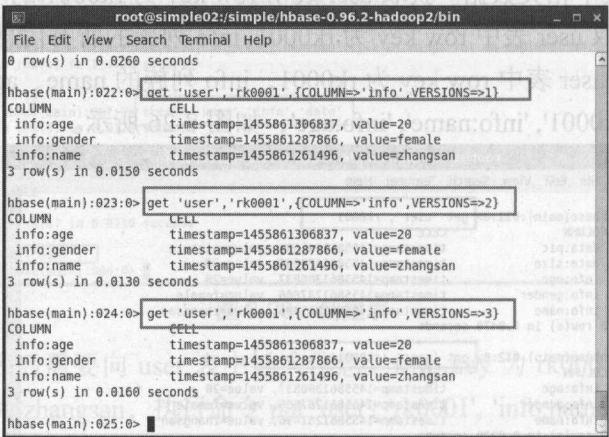 root@simple02:/simple/hbase-0.96.2-hadoop2/bin
File Edit View Search Terminal Help
0 row(s) in 0.0260 seconds
hbase(main):022:0> get 'user','rk0001',{COLUMN=>'info',VERSIONS=>1}
COLUMN CELL
info:age timestamp=1455861306837, value=20
info:gender timestamp=1455861287866, value=female
info:name timestamp=1455861261496, value=zhangsan
3 row(s) in 0.0150 seconds
hbase(main):023:0> get 'user','rk0001',{COLUMN=>'info',VERSIONS=>2}
COLUMN CELL
info:age timestamp=1455861306837, value=20
info:gender timestamp=1455861287866, value=female
info:name timestamp=1455861261496, value=zhangsan
3 row(s) in 0.0130 seconds
hbase(main):024:0> get 'user','rk0001',{COLUMN=>'info',VERSIONS=>3}
COLUMN CELL
info:age timestamp=1455861306837, value=20
info:gender timestamp=1455861287866, value=female
info:name timestamp=1455861261496, value=zhangsan
3 row(s) in 0.0160 seconds
hbase(main):025:0>